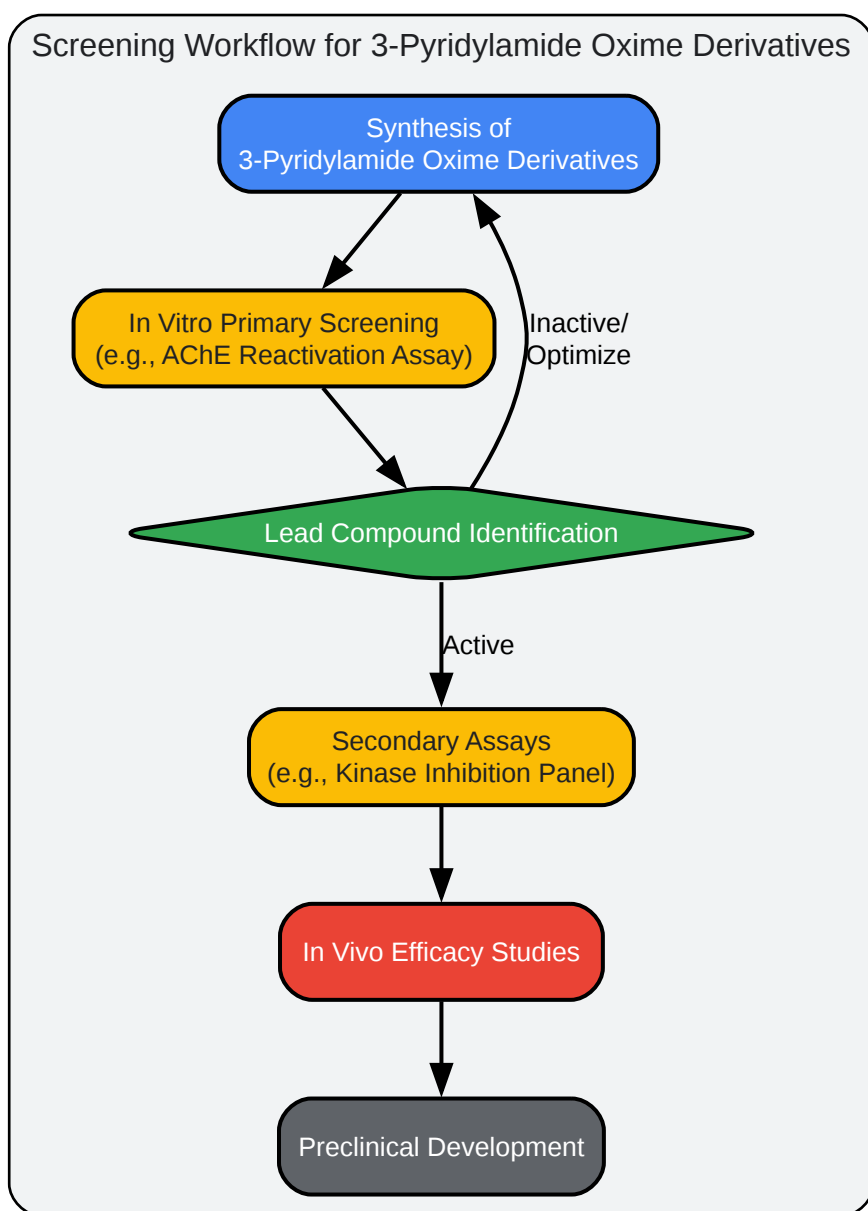 Screening Workflow for 3-Pyridylamide Oxime Derivatives
Synthesis of
3-Pyridylamide Oxime Derivatives
In Vitro Primary Screening
(e.g., AChE Reactivation Assay)
Inactive/
Optimize
Lead Compound Identification
Active
Secondary Assays
(e.g., Kinase Inhibition Panel)
In Vivo Efficacy Studies
Preclinical Development